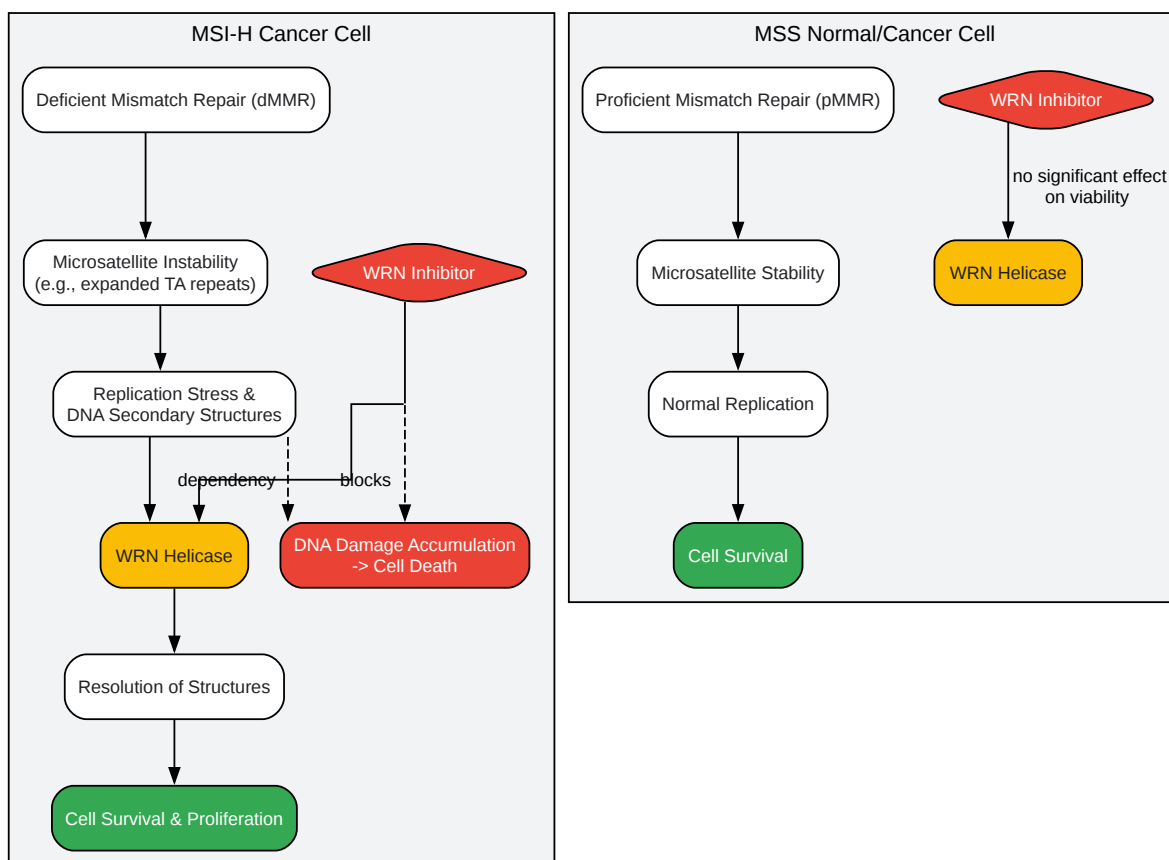 MSI-H Cancer Cell
Deficient Mismatch Repair (dMMR)
Microsatellite Instability
(e.g., expanded TA repeats)
WRN Inhibitor
Replication Stress &
DNA Secondary Structures
dependency
blocks
WRN Helicase
DNA Damage Accumulation
-> Cell Death
Resolution of Structures
Cell Survival & Proliferation
MSS Normal/Cancer Cell
Proficient Mismatch Repair (pMMR)
WRN Inhibitor
no significant effect
on viability
Microsatellite Stability
WRN Helicase
Normal Replication
Cell Survival